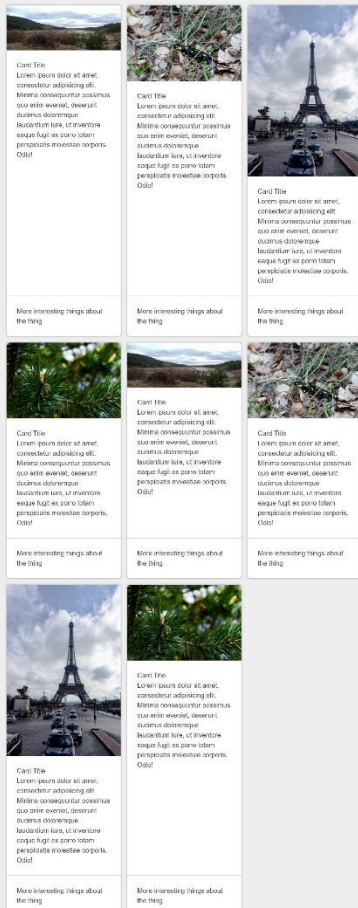 Card Title
Lorem ipsum dolor sit amet,
consectetur adipisicing elit.
Minima consequuntur possimus
quo enim eveniet, deserunt
ducimus doloremque
laudantium iure, ut inventore
eaque fugit ex porro totam
perspiciatis molestiae corporis.
Odio!
More interesting things about
the thing
Card Title
Lorem ipsum dolor sit amet,
consectetur adipisicing elit.
Minima consequuntur possimus
quo enim eveniet, deserunt
ducimus doloremque
laudantium iure, ut inventore
eaque fugit ex porro totam
perspiciatis molestiae corporis.
Odio!
More interesting things about
the thing
Card Title
Lorem ipsum dolor sit amet,
consectetur adipisicing elit.
Minima consequuntur possimus
quo enim eveniet, deserunt
ducimus doloremque
laudantium iure, ut inventore
eaque fugit ex porro totam
perspiciatis molestiae corporis.
Odio!
More interesting things about
the thing
Card Title
Lorem ipsum dolor sit amet,
consectetur adipisicing elit.
Minima consequuntur possimus
quo enim eveniet, deserunt
ducimus doloremque
laudantium iure, ut inventore
eaque fugit ex porro totam
perspiciatis molestiae corporis.
Odio!
More interesting things about
the thing
Card Title
Lorem ipsum dolor sit amet,
consectetur adipisicing elit.
Minima consequuntur possimus
quo enim eveniet, deserunt
ducimus doloremque
laudantium iure, ut inventore
eaque fugit ex porro totam
perspiciatis molestiae corporis.
Odio!
More interesting things about
the thing
Card Title
Lorem ipsum dolor sit amet,
consectetur adipisicing elit.
Minima consequuntur possimus
quo enim eveniet, deserunt
ducimus doloremque
laudantium iure, ut inventore
eaque fugit ex porro totam
perspiciatis molestiae corporis.
Odio!
More interesting things about
the thing
Card Title
Lorem ipsum dolor sit amet,
consectetur adipisicing elit.
Minima consequuntur possimus
quo enim eveniet, deserunt
ducimus doloremque
laudantium iure, ut inventore
eaque fugit ex porro totam
perspiciatis molestiae corporis.
Odio!
More interesting things about
the thing
Card Title
Lorem ipsum dolor sit amet,
consectetur adipisicing elit.
Minima consequuntur possimus
quo enim eveniet, deserunt
ducimus doloremque
laudantium iure, ut inventore
eaque fugit ex porro totam
perspiciatis molestiae corporis.
Odio!
More interesting things about
the thing